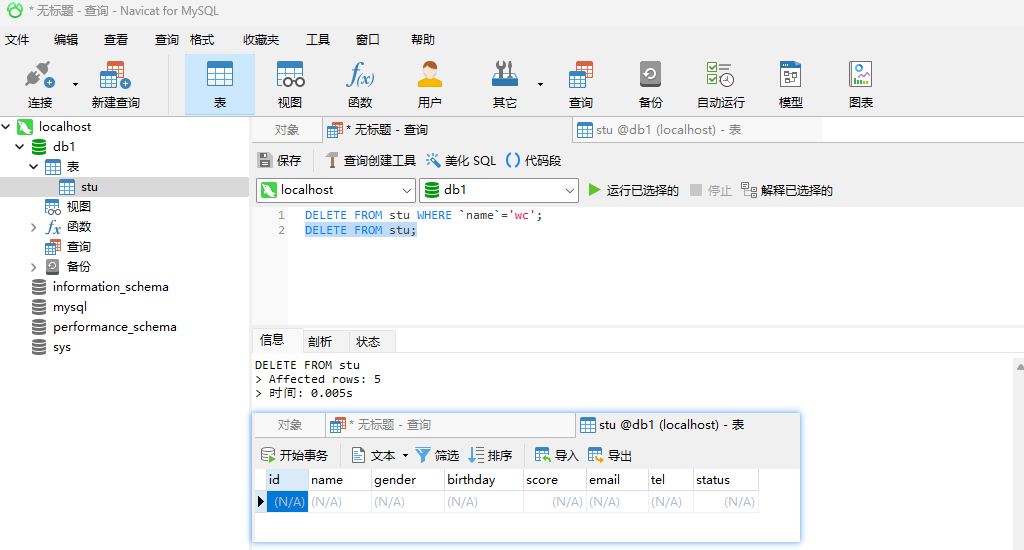 * 无标题 - 查询 - Navicat for MySQL
文件 编辑 查看 查询 格式 收藏夹 工具 窗口 帮助
连接 新建查询 表 视图 函数 用户 其它 查询 备份 自动运行 模型 图表
localhost
db1
表
stu
视图
函数
查询
备份
information_schema
mysql
performance_schema
sys
对象 * 无标题 - 查询 stu @db1 (localhost) - 表
保存 查询创建工具 美化 SQL 代码段
localhost db1 运行已选择的 停止 解释已选择的
1 DELETE FROM stu WHERE `name`='wc';
2 DELETE FROM stu;
信息 剖析 状态
DELETE FROM stu
> Affected rows: 5
> 时间: 0.005s
对象 * 无标题 - 查询 stu @db1 (localhost) - 表
开始事务 文本 筛选 排序 导入 导出
id name gender birthday score email tel status
(N/A) (N/A) (N/A) (N/A) (N/A) (N/A) (N/A) (N/A)